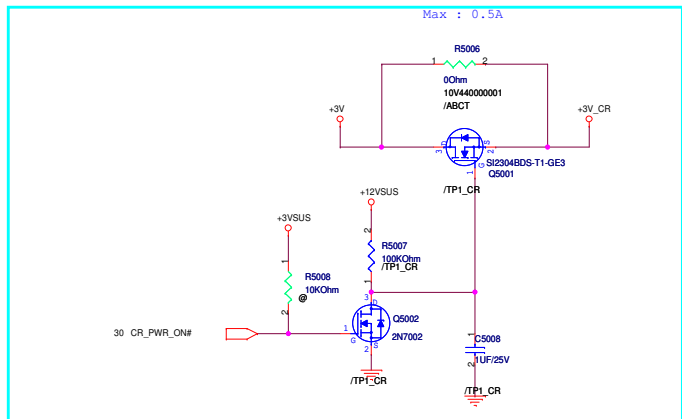 Max : 0.5A
R5006
1 2
0Ohm
10V440000001
/ABCT
+3V
+3V_CR
3 D S 2
G
1
SI2304BDS-T1-GE3
Q5001
/TP1_CR
+12VSUS
+3VSUS
2
R5007
100KOhm
/TP1_CR
1
1
R5008
10KOhm
@
2
3 D
Q5002
30 CR_PWR_ON#
1
G
2N7002
2 S
/TP1_CR
1
C5008
1UF/25V
2
/TP1_CR